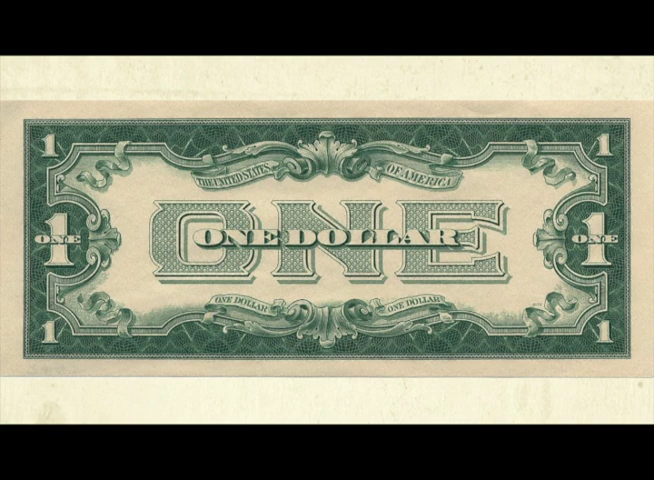 1 1
THE UNITED STATES OF AMERICA
ONE
ONE DOLLAR
ONE ONE
1 1
ONE DOLLAR ONE DOLLAR
1 1